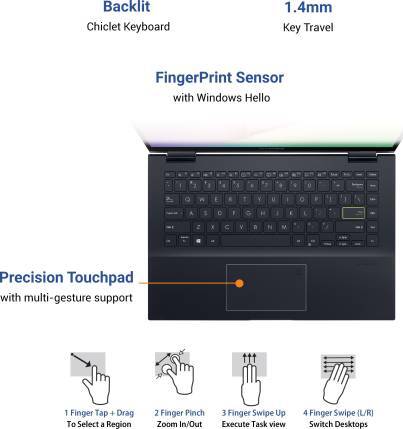 Backlit
Chiclet Keyboard
1.4mm
Key Travel
FingerPrint Sensor
with Windows Hello
Precision Touchpad
with multi-gesture support
1 Finger Tap + Drag
To Select a Region
2 Finger Pinch
Zoom In/Out
3 Finger Swipe Up
Execute Task view
4 Finger Swipe (L/R)
Switch Desktops